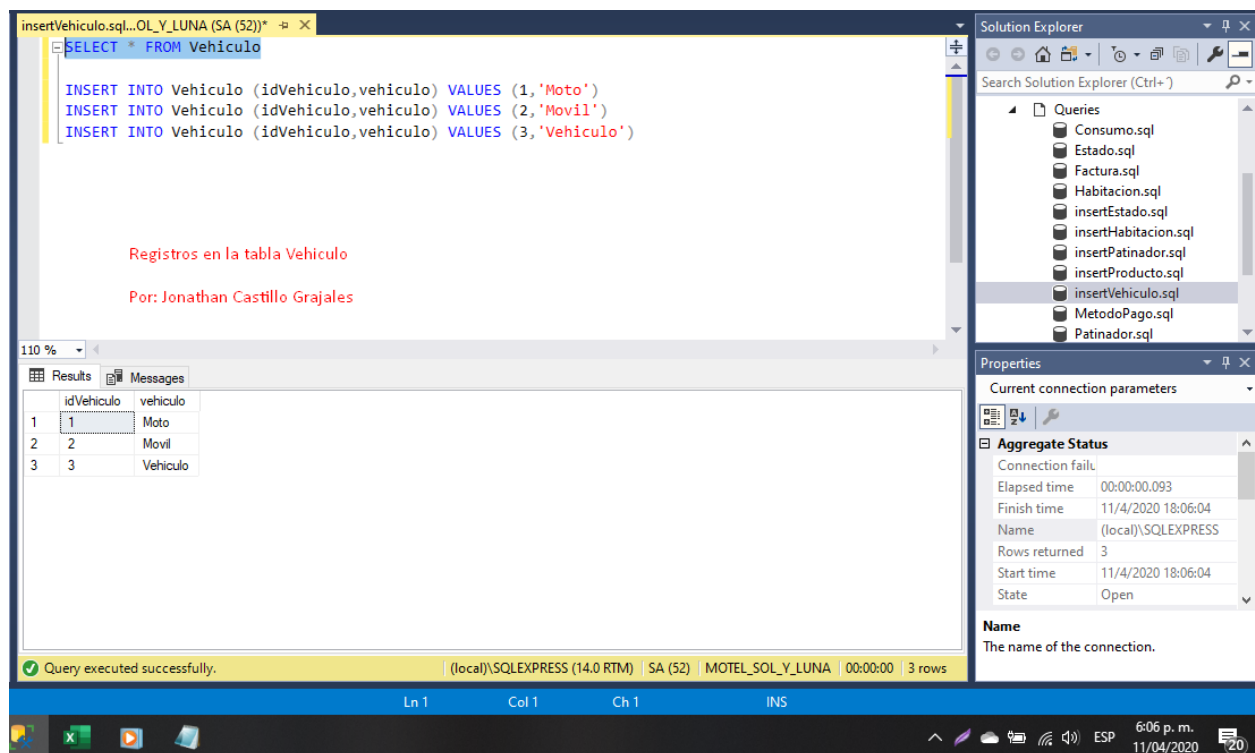 insertVehiculo.sql...OL_Y_LUNA (SA (52))*
SELECT * FROM Vehiculo
INSERT INTO Vehiculo (idVehiculo,vehiculo) VALUES (1,'Moto')
INSERT INTO Vehiculo (idVehiculo,vehiculo) VALUES (2,'Movil')
INSERT INTO Vehiculo (idVehiculo,vehiculo) VALUES (3,'Vehiculo')
Registros en la tabla Vehiculo
Por: Jonathan Castillo Grajales
110 %
Results Messages
idVehiculo vehiculo
1 1 Moto
2 2 Movil
3 3 Vehiculo
Query executed successfully. (local)\SQLEXPRESS (14.0 RTM) SA (52) MOTEL_SOL_Y_LUNA 00:00:00 3 rows
Solution Explorer
Search Solution Explorer (Ctrl+´)
Queries
Consumo.sql
Estado.sql
Factura.sql
Habitacion.sql
insertEstado.sql
insertHabitacion.sql
insertPatinador.sql
insertProducto.sql
insertVehiculo.sql
MetodoPago.sql
Patinador.sql
Properties
Current connection parameters
Aggregate Status
Connection failu
Elapsed time 00:00:00.093
Finish time 11/4/2020 18:06:04
Name (local)\SQLEXPRESS
Rows returned 3
Start time 11/4/2020 18:06:04
State Open
Name
The name of the connection.
Ln 1 Col 1 Ch 1 INS
ESP 6:06 p. m.
11/04/2020 20